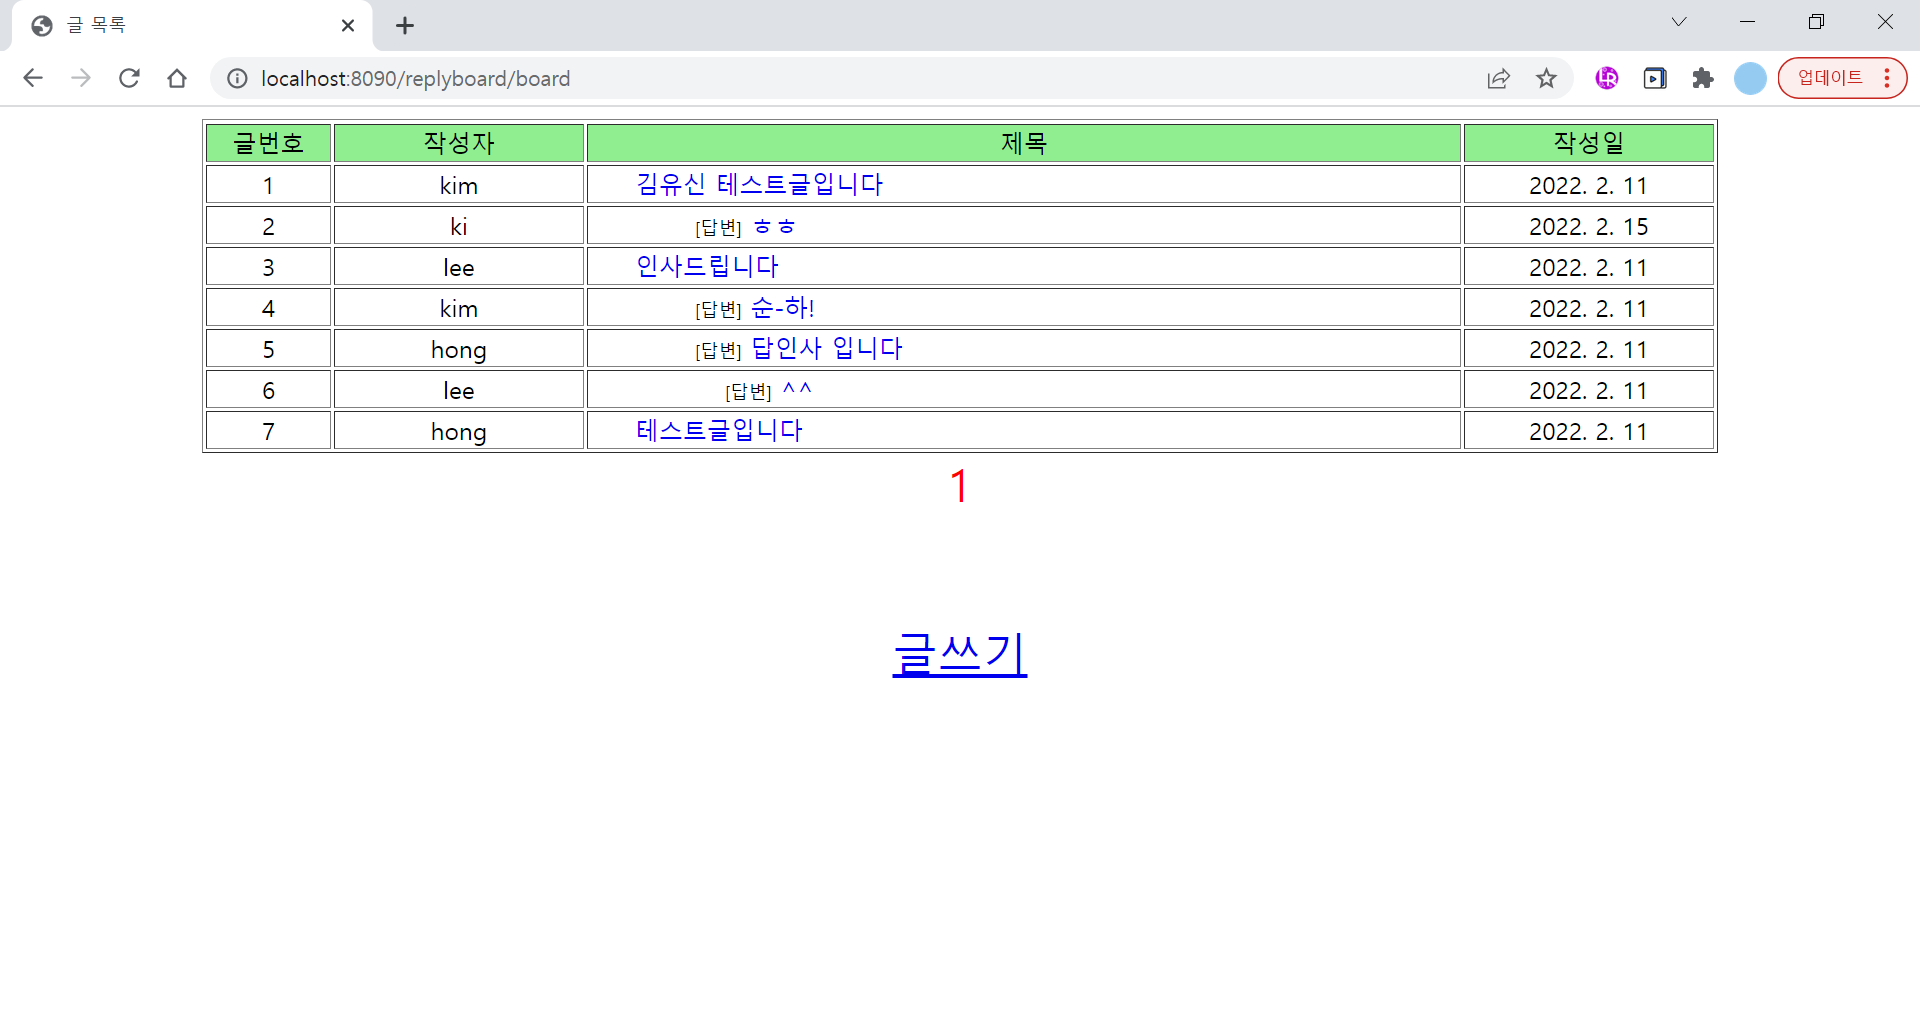 글 목록
localhost:8090/replyboard/board
업데이트
글번호 작성자 제목 작성일
1 kim 김유신 테스트글입니다 2022. 2. 11
2 ki [답변] ㅎㅎ 2022. 2. 15
3 lee 인사드립니다 2022. 2. 11
4 kim [답변] 순-하! 2022. 2. 11
5 hong [답변] 답인사 입니다 2022. 2. 11
6 lee [답변] ^^ 2022. 2. 11
7 hong 테스트글입니다 2022. 2. 11
1
글쓰기